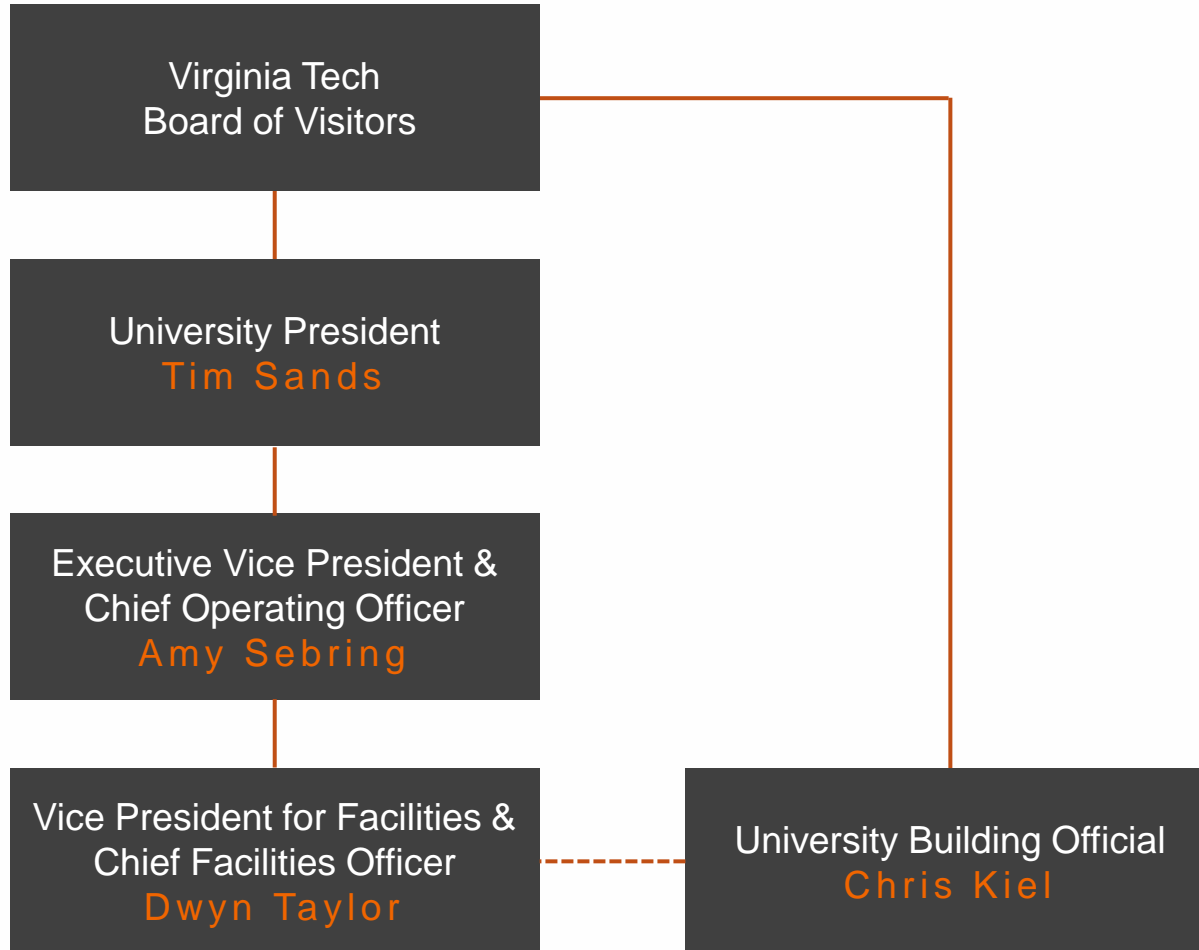 Virginia Tech
Board of Visitors
University President
Tim Sands
Executive Vice President &
Chief Operating Officer
Amy Sebring
Vice President for Facilities &
Chief Facilities Officer
Dwyn Taylor
University Building Official
Chris Kiel